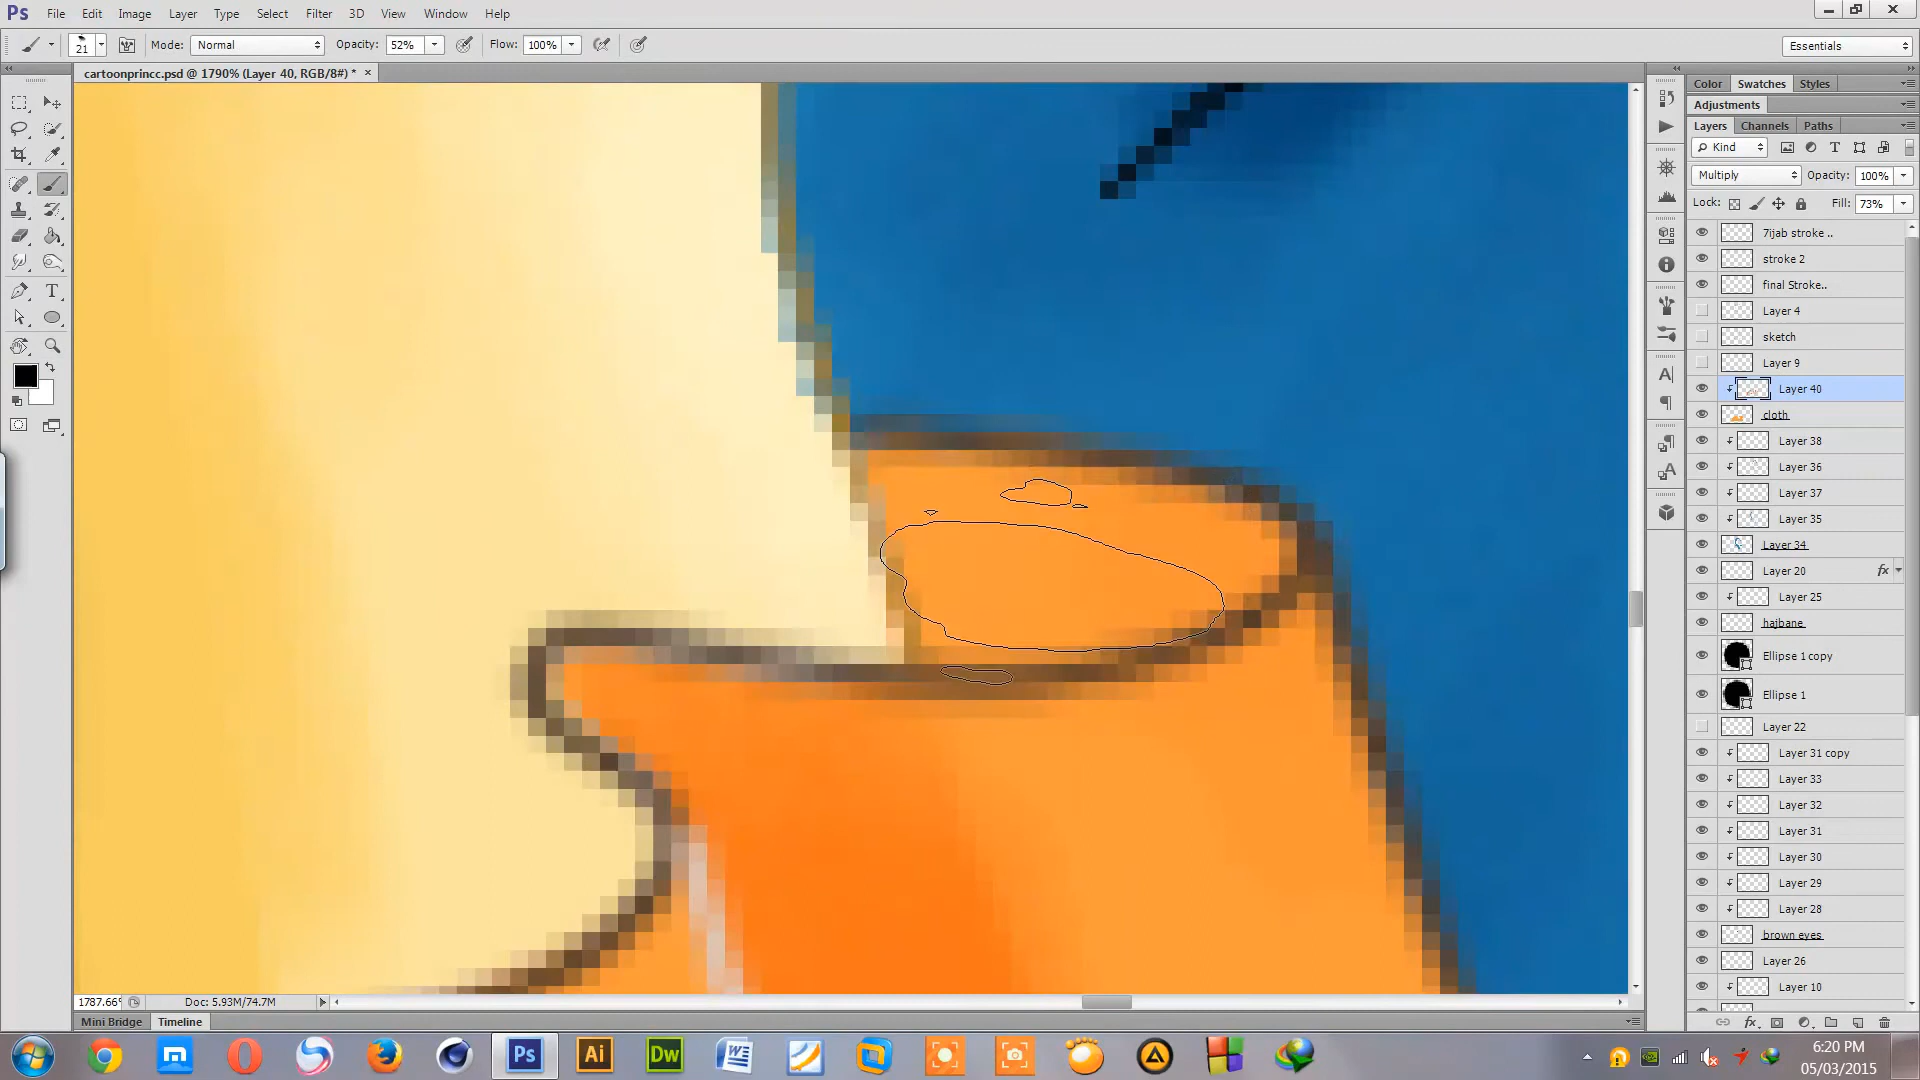 Ps File Edit Image Layer Type Select Filter 3D View Window Help
21 Mode: Normal Opacity: 52% Flow: 100% Essentials
cartoonprincc.psd @ 1790% (Layer 40, RGB/8#) * ×
Color Swatches Styles
Adjustments
Layers Channels Paths
Kind
Multiply Opacity: 100%
Lock: Fill: 73%
7ijab stroke ..
stroke 2
final Stroke..
Layer 4
sketch
Layer 9
Layer 40
cloth
Layer 38
Layer 36
Layer 37
Layer 35
Layer 34
Layer 20 fx
Layer 25
hajbane
Ellipse 1 copy
Ellipse 1
Layer 22
Layer 31 copy
Layer 33
Layer 32
Layer 31
Layer 30
Layer 29
Layer 28
brown eyes
Layer 26
Layer 10
1787.66% Doc: 5.93M/74.7M
Mini Bridge Timeline
Ps Ai Dw
6:20 PM
05/03/2015